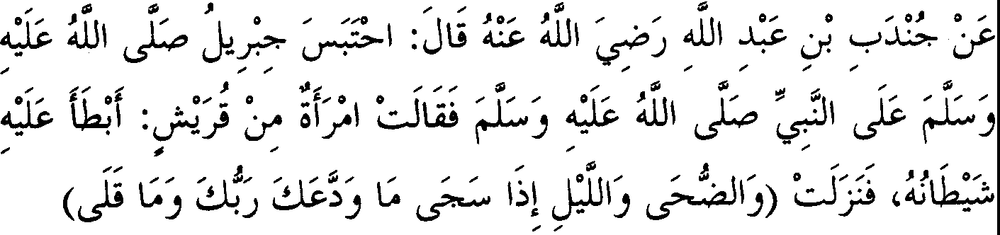 عَنْ جُنْدَبِ بْنِ عَبْدِ اللَّهِ رَضِيَ اللَّهُ عَنْهُ قَالَ: احْتَبَسَ جِبْرِيلُ صَلَّى اللَّهُ عَلَيْهِ
وَسَلَّمَ عَلَى النَّبِيِّ صَلَّى اللَّهُ عَلَيْهِ وَسَلَّمَ فَقَالَتْ امْرَأَةٌ مِنْ قُرَيْشٍ: أَبْطَأَ عَلَيْهِ
شَيْطَانُهُ، فَنَزَلَتْ (وَالضُّحَى وَاللَّيْلِ إِذَا سَجَى مَا وَدَّعَكَ رَبُّكَ وَمَا قَلَى)